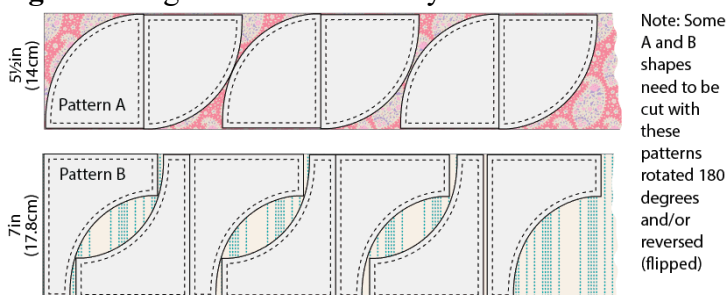 5½in
(14cm)
Pattern A
7in
(17.8cm)
Pattern B
Note: Some
A and B
shapes
need to be
cut with
these
patterns
rotated 180
degrees
and/or
reversed
(flipped)